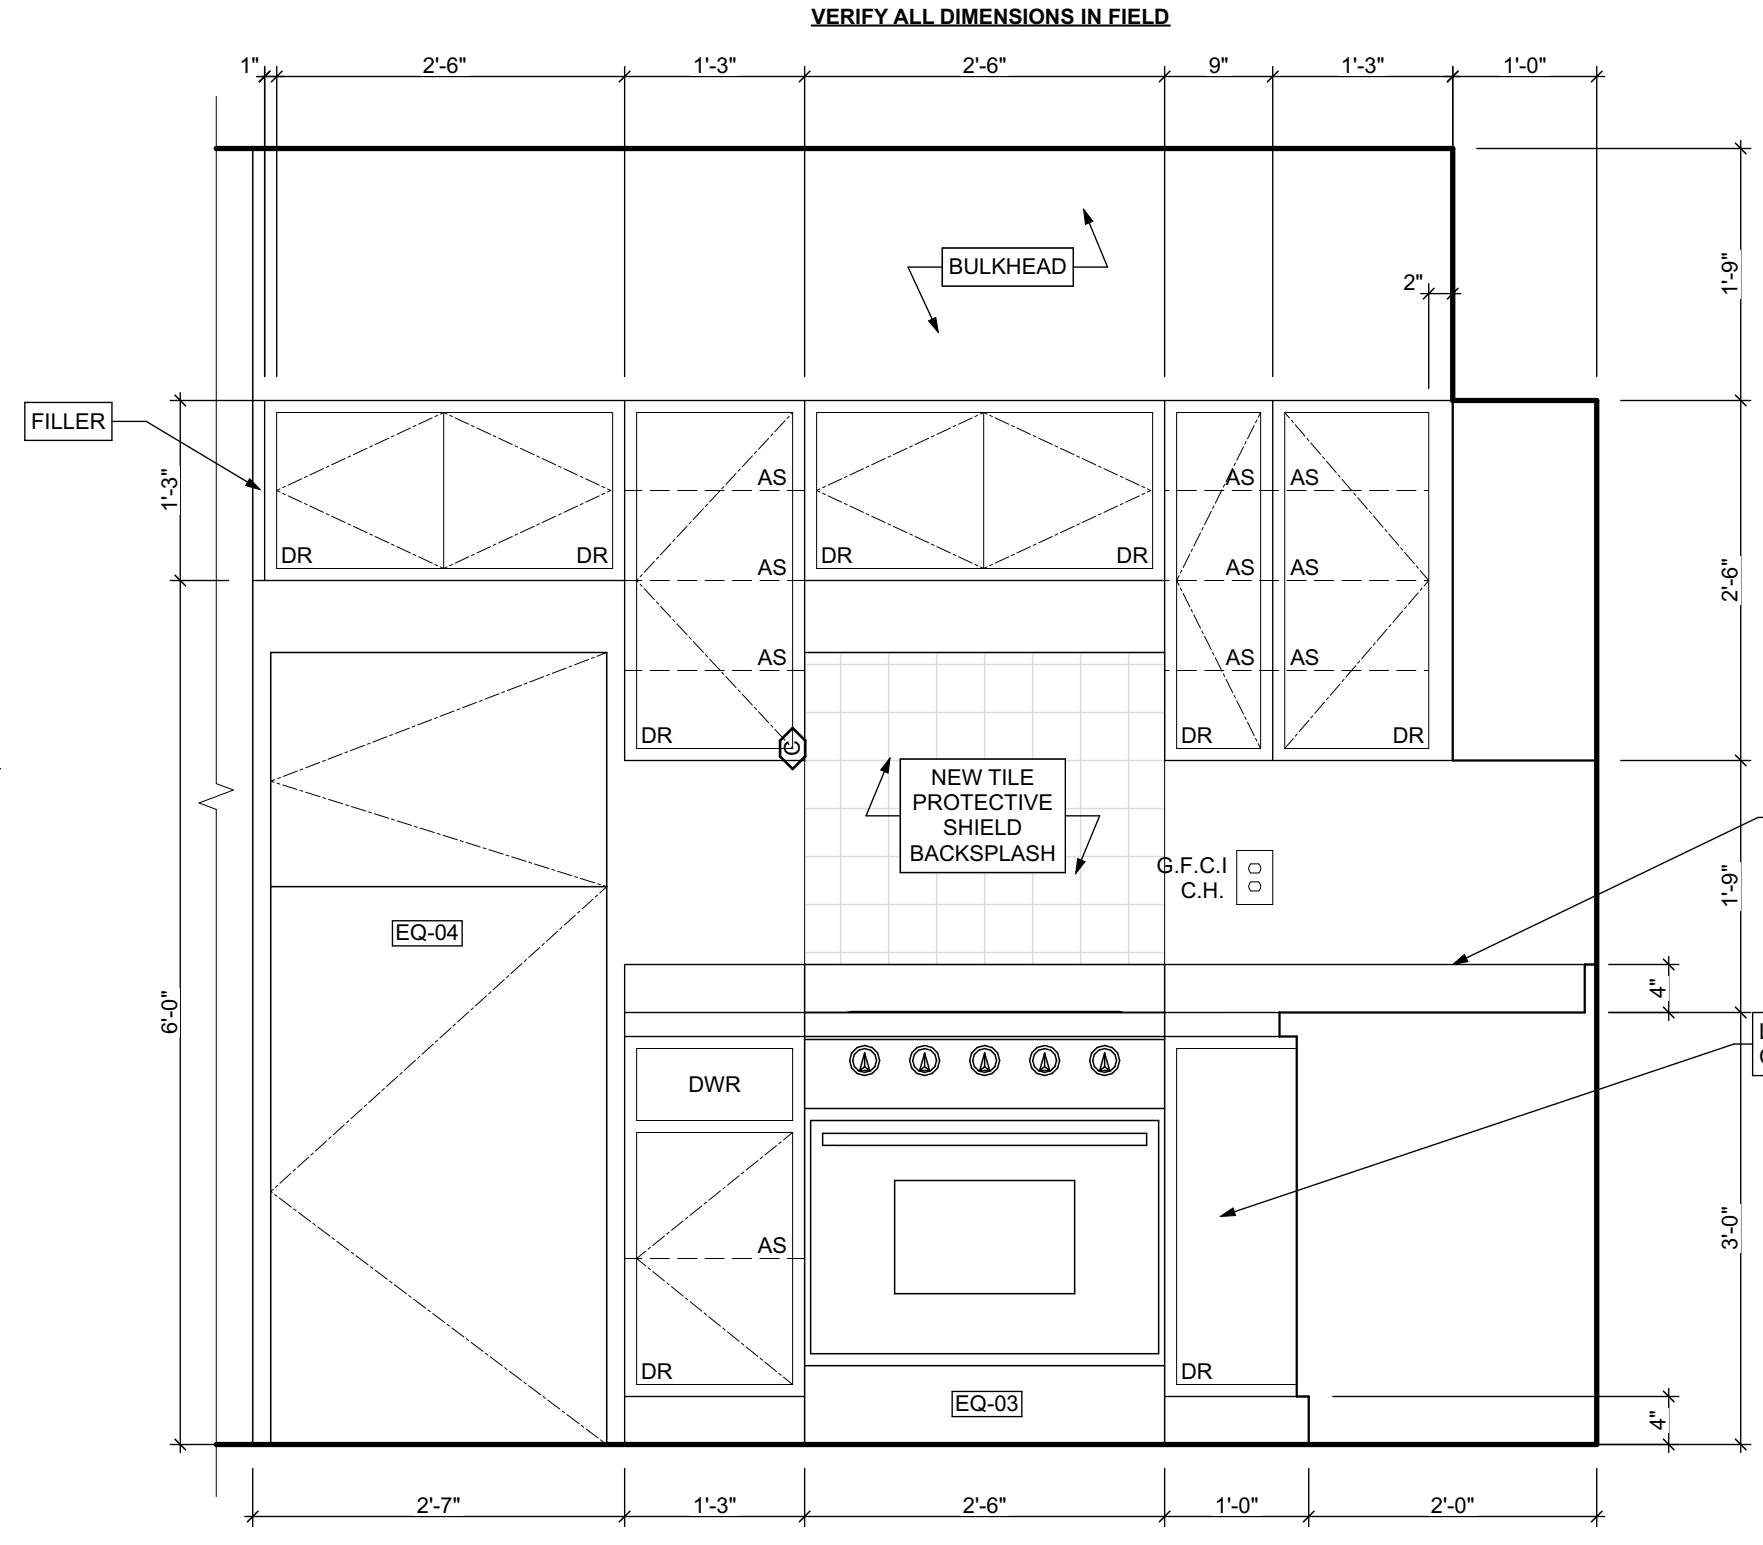 VERIFY ALL DIMENSIONS IN FIELD
1" 2'-6" 1'-3" 2'-6" 9" 1'-3" 1'-0"
BULKHEAD
2"
1'-9"
FILLER
1'-3"
AS AS AS
DR DR DR DR
AS AS AS
2'-6"
AS AS AS
DR DR DR
C
NEW TILE
PROTECTIVE
SHIELD
BACKSPLASH
G.F.C.I
C.H.
1'-9"
EQ-04
6'-0"
4"
DWR
3'-0"
AS
DR DR
EQ-03
4"
2'-7" 1'-3" 2'-6" 1'-0" 2'-0"